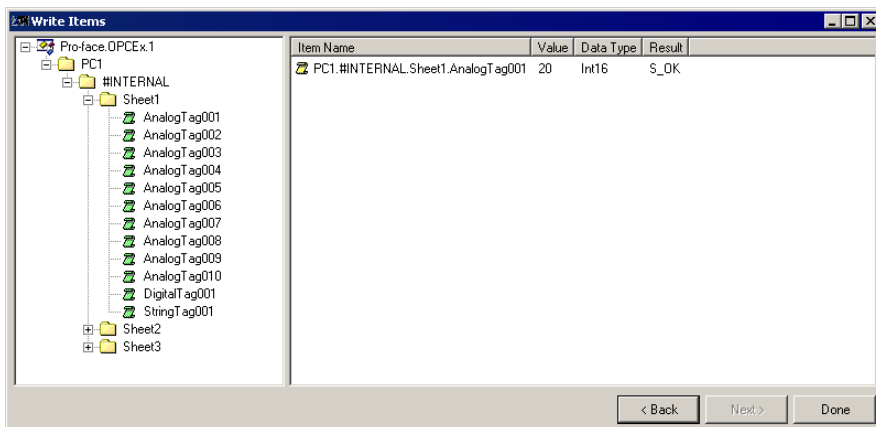 Write Items
Pro-face.OPCEx.1
PC1
#INTERNAL
Sheet1
AnalogTag001
AnalogTag002
AnalogTag003
AnalogTag004
AnalogTag005
AnalogTag006
AnalogTag007
AnalogTag008
AnalogTag009
AnalogTag010
DigitalTag001
StringTag001
Sheet2
Sheet3
Item Name Value Data Type Result
PC1.#INTERNAL.Sheet1.AnalogTag001 20 Int16 S_OK
< Back Next > Done